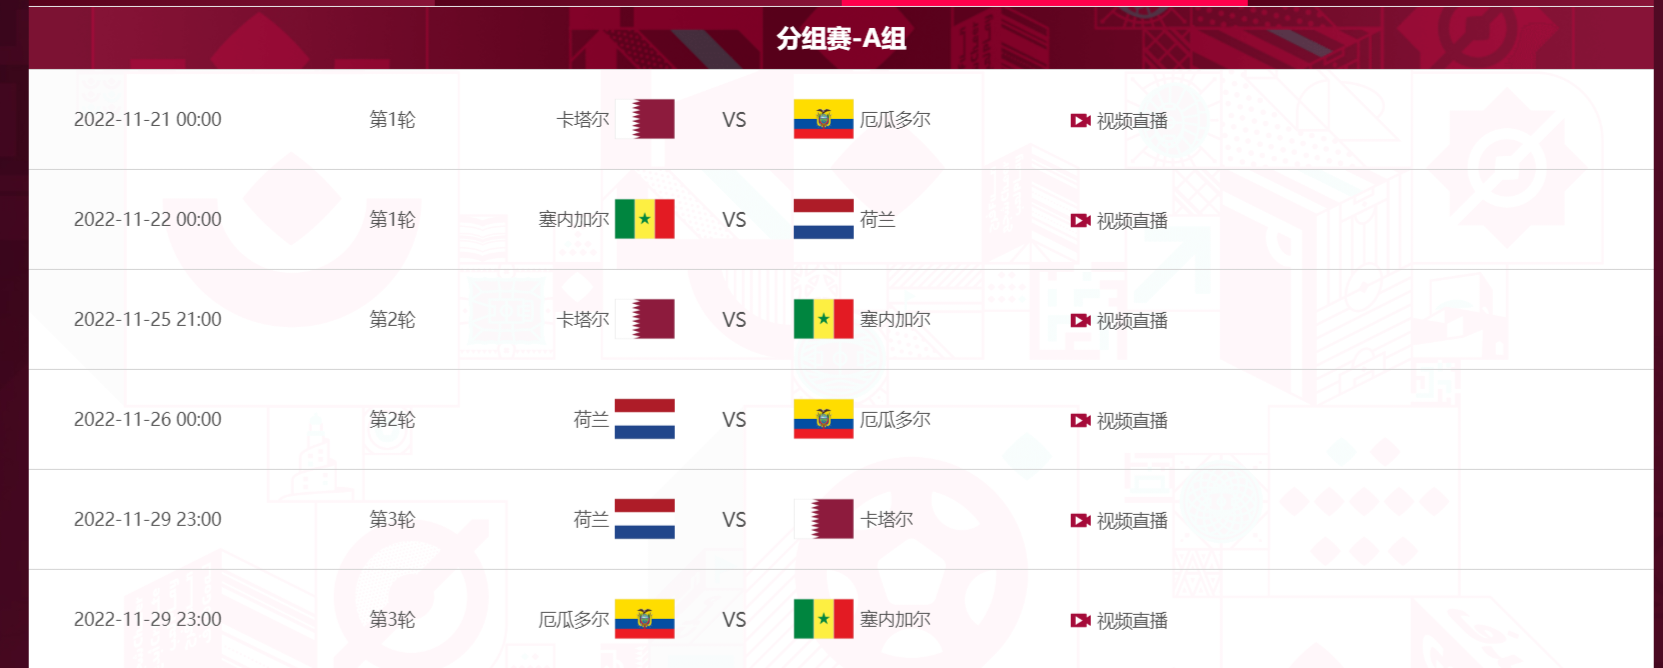 分组赛-A组
2022-11-21 00:00 第1轮 卡塔尔 VS 厄瓜多尔 视频直播
2022-11-22 00:00 第1轮 塞内加尔 VS 荷兰 视频直播
2022-11-25 21:00 第2轮 卡塔尔 VS 塞内加尔 视频直播
2022-11-26 00:00 第2轮 荷兰 VS 厄瓜多尔 视频直播
2022-11-29 23:00 第3轮 荷兰 VS 卡塔尔 视频直播
2022-11-29 23:00 第3轮 厄瓜多尔 VS 塞内加尔 视频直播